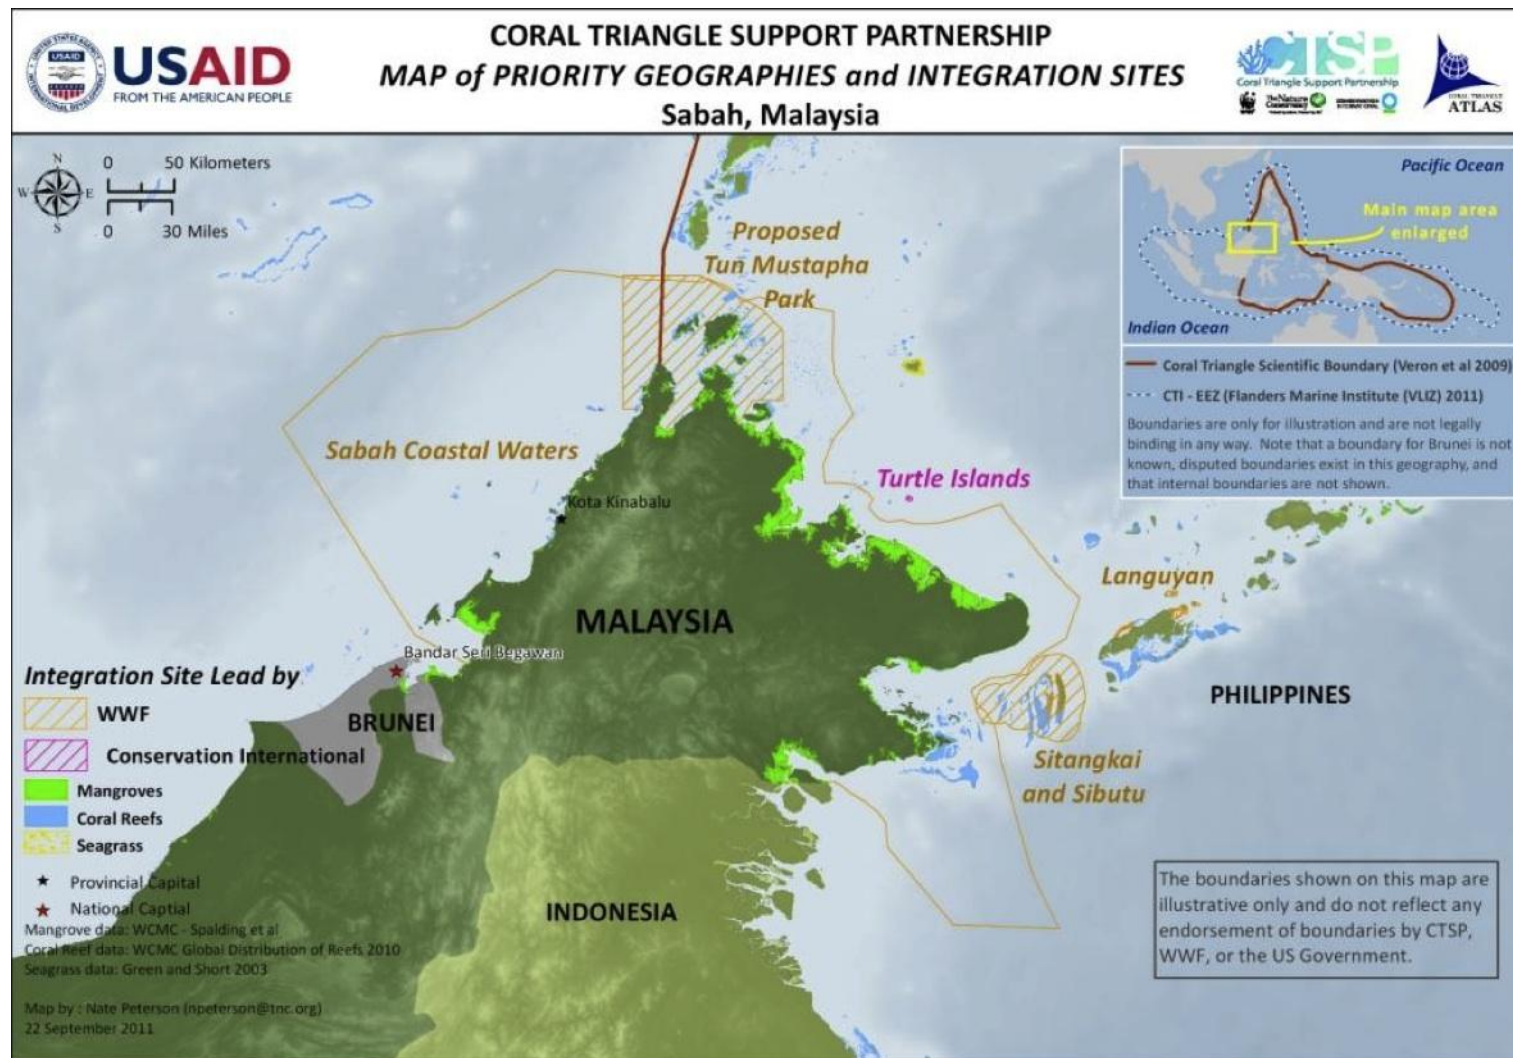 USAID
FROM THE AMERICAN PEOPLE
CORAL TRIANGLE SUPPORT PARTNERSHIP
MAP of PRIORITY GEOGRAPHIES and INTEGRATION SITES
Sabah, Malaysia
CTSP
Coral Triangle Support Partnership
WWF
The Nature
Conservancy
CORAL TRIANGLE
ATLAS
N
W
E
S
0
50 Kilometers
0
30 Miles
Proposed
Tun Mustapha
Park
Pacific Ocean
Main map area
enlarged
Indian Ocean
Coral Triangle Scientific Boundary (Veron et al 2009)
CTI - EEZ (Flanders Marine Institute (VLIZ) 2011)
Boundaries are only for illustration and are not legally
binding in any way. Note that a boundary for Brunei is not
known, disputed boundaries exist in this geography, and
that internal boundaries are not shown.
Sabah Coastal Waters
Turtle Islands
Kota Kinabalu
Languyan
MALAYSIA
Bandar Seri Begawan
PHILIPPINES
BRUNEI
Sitangkai
and Sibutu
INDONESIA
Integration Site Lead by
WWF
Conservation International
Mangroves
Coral Reefs
Seagrass
Provincial Capital
National Captial
Mangrove data: WCMC - Spalding et al
Coral Reef data: WCMC Global Distribution of Reefs 2010
Seagrass data: Green and Short 2003
Map by : Nate Peterson (npeterson@tnc.org)
22 September 2011
The boundaries shown on this map are
illustrative only and do not reflect any
endorsement of boundaries by CTSP,
WWF, or the US Government.